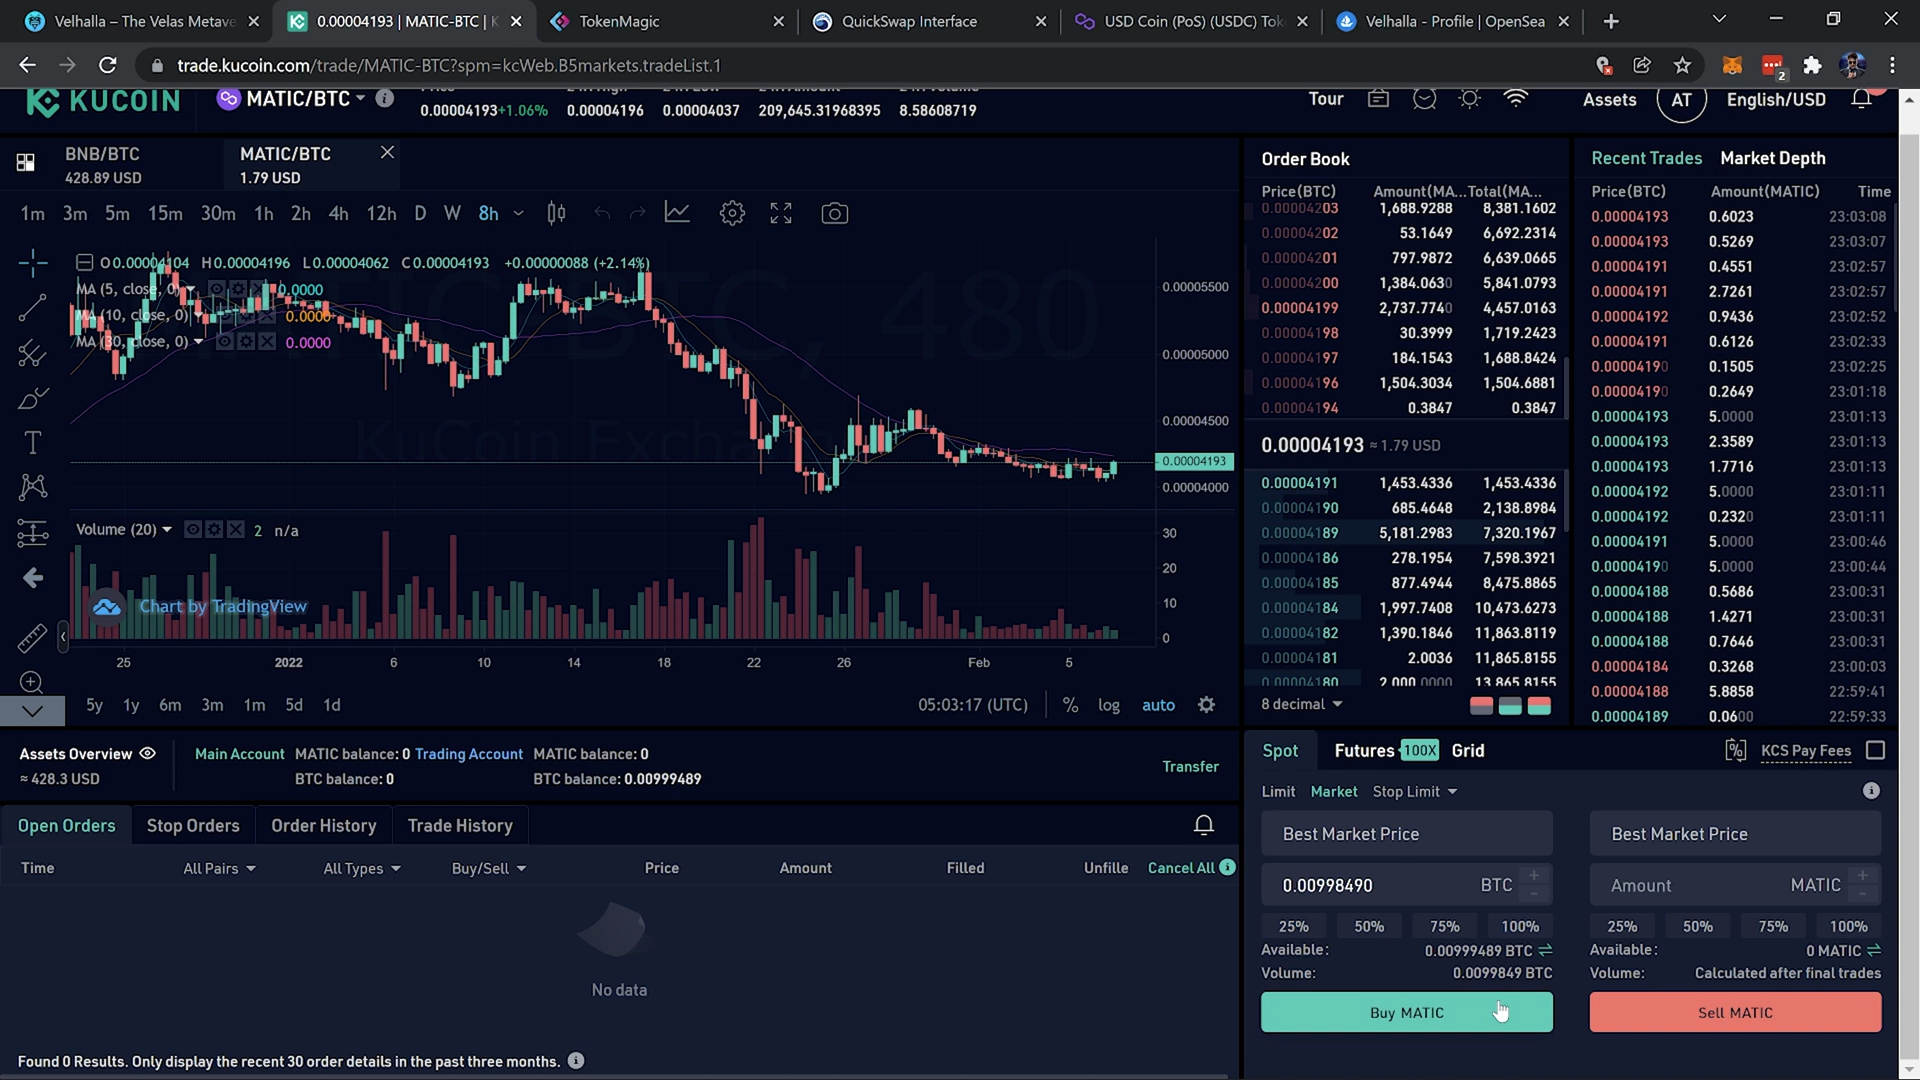 Velhalla – The Velas Metave
0.00004193 | MATIC-BTC | K
TokenMagic
QuickSwap Interface
USD Coin (PoS) (USDC) Tok
Velhalla - Profile | OpenSea
trade.kucoin.com/trade/MATIC-BTC?spm=kcWeb.B5markets.tradeList.1
2
KUCOIN
MATIC/BTC
0.00004193+1.06%
0.00004196
0.00004037
209,645.31968395
8.58608719
Tour
Assets
AT
English/USD
BNB/BTC
428.89 USD
MATIC/BTC
1.79 USD
1m 3m 5m 15m 30m 1h 2h 4h 12h D W 8h
O0.00004104 H0.00004196 L0.00004062 C0.00004193 +0.00000088 (+2.14%)
MA (5, close, 0) 0.0000
MA (10, close, 0) 0.0000
MA (30, close, 0) 0.0000
0.00005500
0.00005000
0.00004500
0.00004193
0.00004000
Volume (20) 2 n/a
30
20
10
0
Chart by TradingView
25 2022 6 10 14 18 22 26 Feb 5
5y 1y 6m 3m 1m 5d 1d
05:03:17 (UTC) % log auto
Order Book
Price(BTC) Amount(MA... Total(MA...
0.00004203 1,688.9288 8,381.1602
0.00004202 53.1649 6,692.2314
0.00004201 797.9872 6,639.0665
0.00004200 1,384.0630 5,841.0793
0.00004199 2,737.7740 4,457.0163
0.00004198 30.3999 1,719.2423
0.00004197 184.1543 1,688.8424
0.00004196 1,504.3034 1,504.6881
0.00004194 0.3847 0.3847
0.00004193 ≈ 1.79 USD
0.00004191 1,453.4336 1,453.4336
0.00004190 685.4648 2,138.8984
0.00004189 5,181.2983 7,320.1967
0.00004186 278.1954 7,598.3921
0.00004185 877.4944 8,475.8865
0.00004184 1,997.7408 10,473.6273
0.00004182 1,390.1846 11,863.8119
0.00004181 2.0036 11,865.8155
0.00004180 2,000.0000 13,865.8155
8 decimal
Recent Trades Market Depth
Price(BTC) Amount(MATIC) Time
0.00004193 0.6023 23:03:08
0.00004193 0.5269 23:03:07
0.00004191 0.4551 23:02:57
0.00004191 2.7261 23:02:57
0.00004192 0.9436 23:02:52
0.00004191 0.6126 23:02:33
0.00004190 0.1505 23:02:25
0.00004190 0.2649 23:01:18
0.00004193 5.0000 23:01:13
0.00004193 2.3589 23:01:13
0.00004193 1.7716 23:01:13
0.00004192 5.0000 23:01:11
0.00004192 0.2320 23:01:11
0.00004191 5.0000 23:00:46
0.00004190 5.0000 23:00:44
0.00004188 0.5686 23:00:31
0.00004188 1.4271 23:00:31
0.00004188 0.7646 23:00:31
0.00004184 0.3268 23:00:03
0.00004188 5.8858 22:59:41
0.00004189 0.0600 22:59:33
Assets Overview
≈ 428.3 USD
Main Account MATIC balance: 0 Trading Account MATIC balance: 0
BTC balance: 0 BTC balance: 0.00999489
Transfer
Open Orders Stop Orders Order History Trade History
Time All Pairs All Types Buy/Sell Price Amount Filled Unfille Cancel All
No data
Found 0 Results. Only display the recent 30 order details in the past three months.
Spot Futures 100X Grid KCS Pay Fees
Limit Market Stop Limit
Best Market Price
0.00998490 BTC
25% 50% 75% 100%
Available: 0.00999489 BTC
Volume: 0.0099849 BTC
Buy MATIC
Best Market Price
Amount MATIC
25% 50% 75% 100%
Available: 0 MATIC
Volume: Calculated after final trades
Sell MATIC